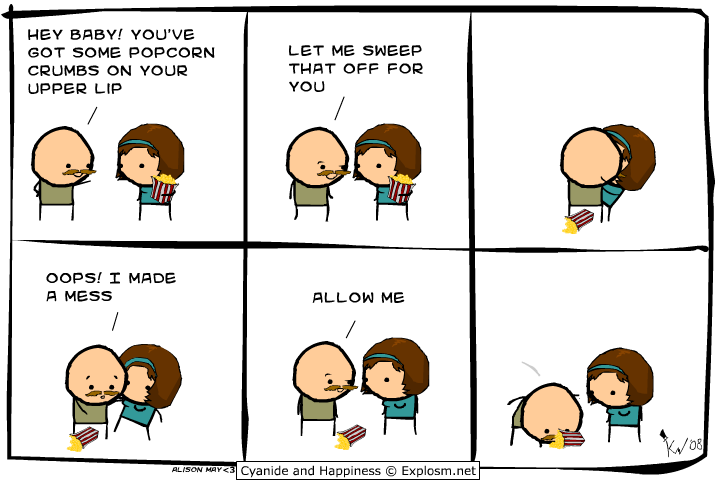 HEY BABY! YOU'VE
GOT SOME POPCORN
CRUMBS ON YOUR
UPPER LIP
LET ME SWEEP
THAT OFF FOR
YOU
OOPS! I MADE
A MESS
ALLOW ME
KW '08
ALISON MAY<3
Cyanide and Happiness © Explosm.net